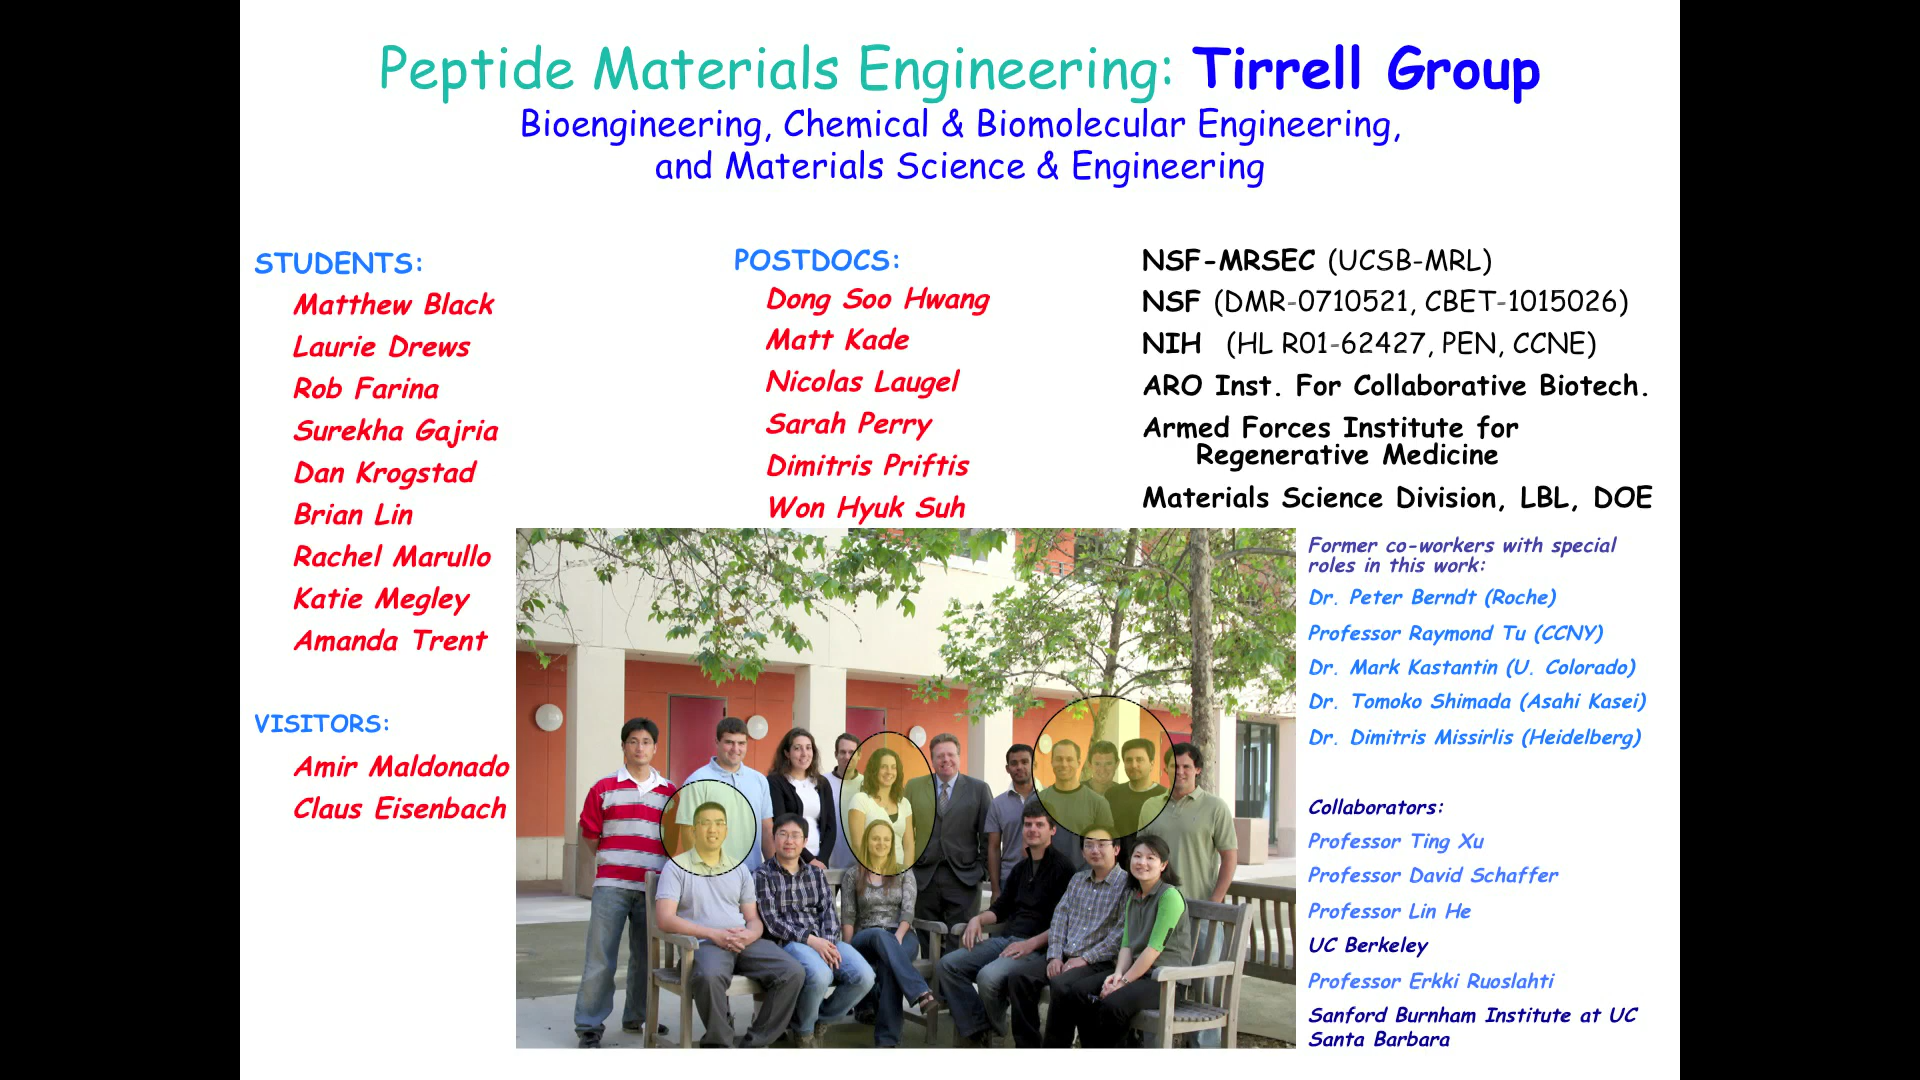 Peptide Materials Engineering: Tirrell Group
Bioengineering, Chemical & Biomolecular Engineering,
and Materials Science & Engineering
STUDENTS:
Matthew Black
Laurie Drews
Rob Farina
Surekha Gajria
Dan Krogstad
Brian Lin
Rachel Marullo
Katie Megley
Amanda Trent
VISITORS:
Amir Maldonado
Claus Eisenbach
POSTDOCS:
Dong Soo Hwang
Matt Kade
Nicolas Laugel
Sarah Perry
Dimitris Priftis
Won Hyuk Suh
NSF-MRSEC (UCSB-MRL)
NSF (DMR-0710521, CBET-1015026)
NIH (HL R01-62427, PEN, CCNE)
ARO Inst. For Collaborative Biotech.
Armed Forces Institute for
Regenerative Medicine
Materials Science Division, LBL, DOE
Former co-workers with special
roles in this work:
Dr. Peter Berndt (Roche)
Professor Raymond Tu (CCNY)
Dr. Mark Kastantin (U. Colorado)
Dr. Tomoko Shimada (Asahi Kasei)
Dr. Dimitris Missirlis (Heidelberg)
Collaborators:
Professor Ting Xu
Professor David Schaffer
Professor Lin He
UC Berkeley
Professor Erkki Ruoslahti
Sanford Burnham Institute at UC
Santa Barbara